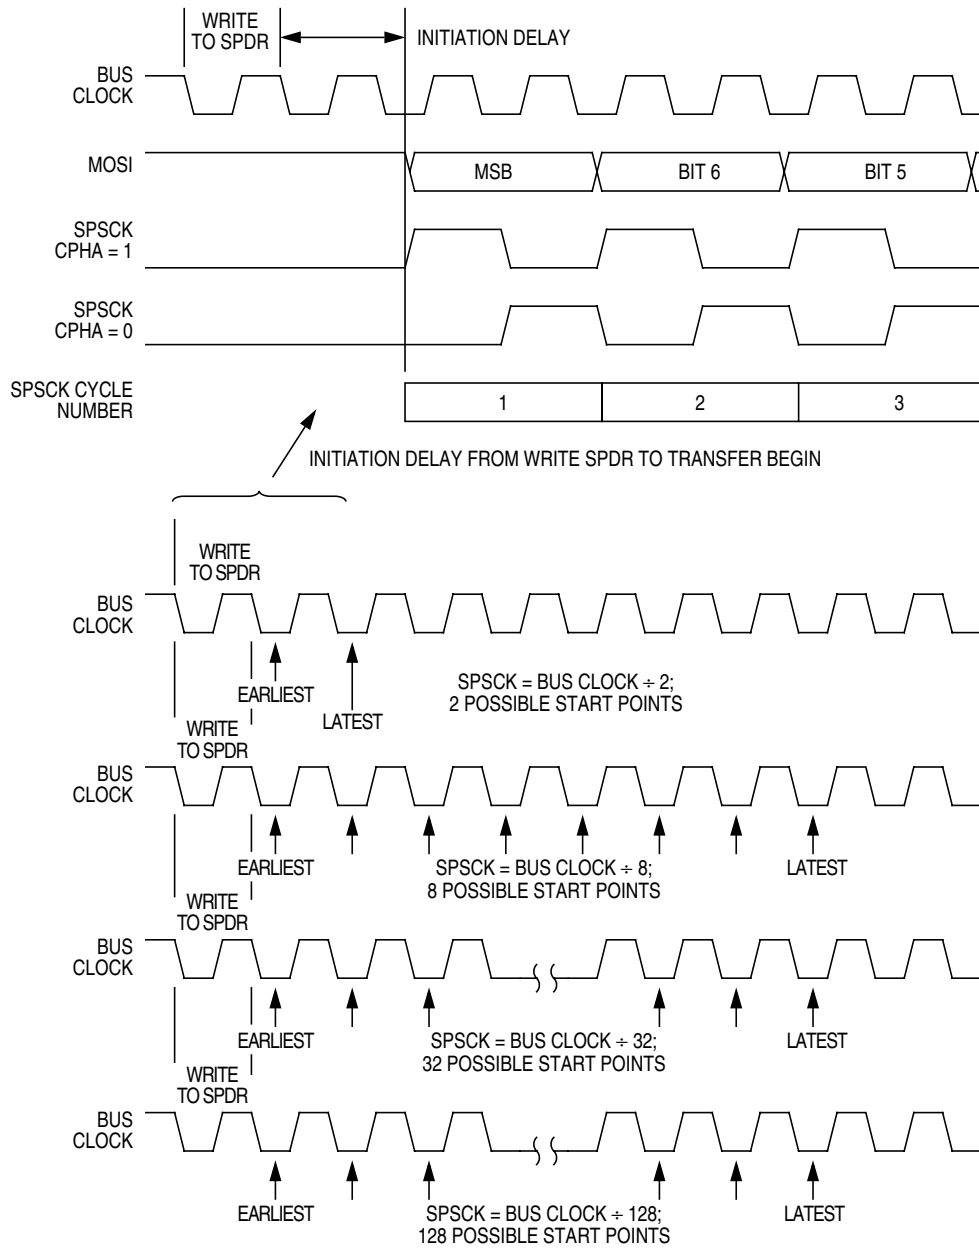 WRITE
TO SPDR
INITIATION DELAY
BUS
CLOCK
MOSI
MSB
BIT 6
BIT 5
SPSCK
CPHA = 1
SPSCK
CPHA = 0
SPSCK CYCLE
NUMBER
1
2
3
INITIATION DELAY FROM WRITE SPDR TO TRANSFER BEGIN
WRITE
TO SPDR
BUS
CLOCK
EARLIEST
LATEST
SPSCK = BUS CLOCK ÷ 2;
2 POSSIBLE START POINTS
WRITE
TO SPDR
BUS
CLOCK
EARLIEST
SPSCK = BUS CLOCK ÷ 8;
8 POSSIBLE START POINTS
LATEST
WRITE
TO SPDR
BUS
CLOCK
EARLIEST
SPSCK = BUS CLOCK ÷ 32;
32 POSSIBLE START POINTS
LATEST
WRITE
TO SPDR
BUS
CLOCK
EARLIEST
SPSCK = BUS CLOCK ÷ 128;
128 POSSIBLE START POINTS
LATEST